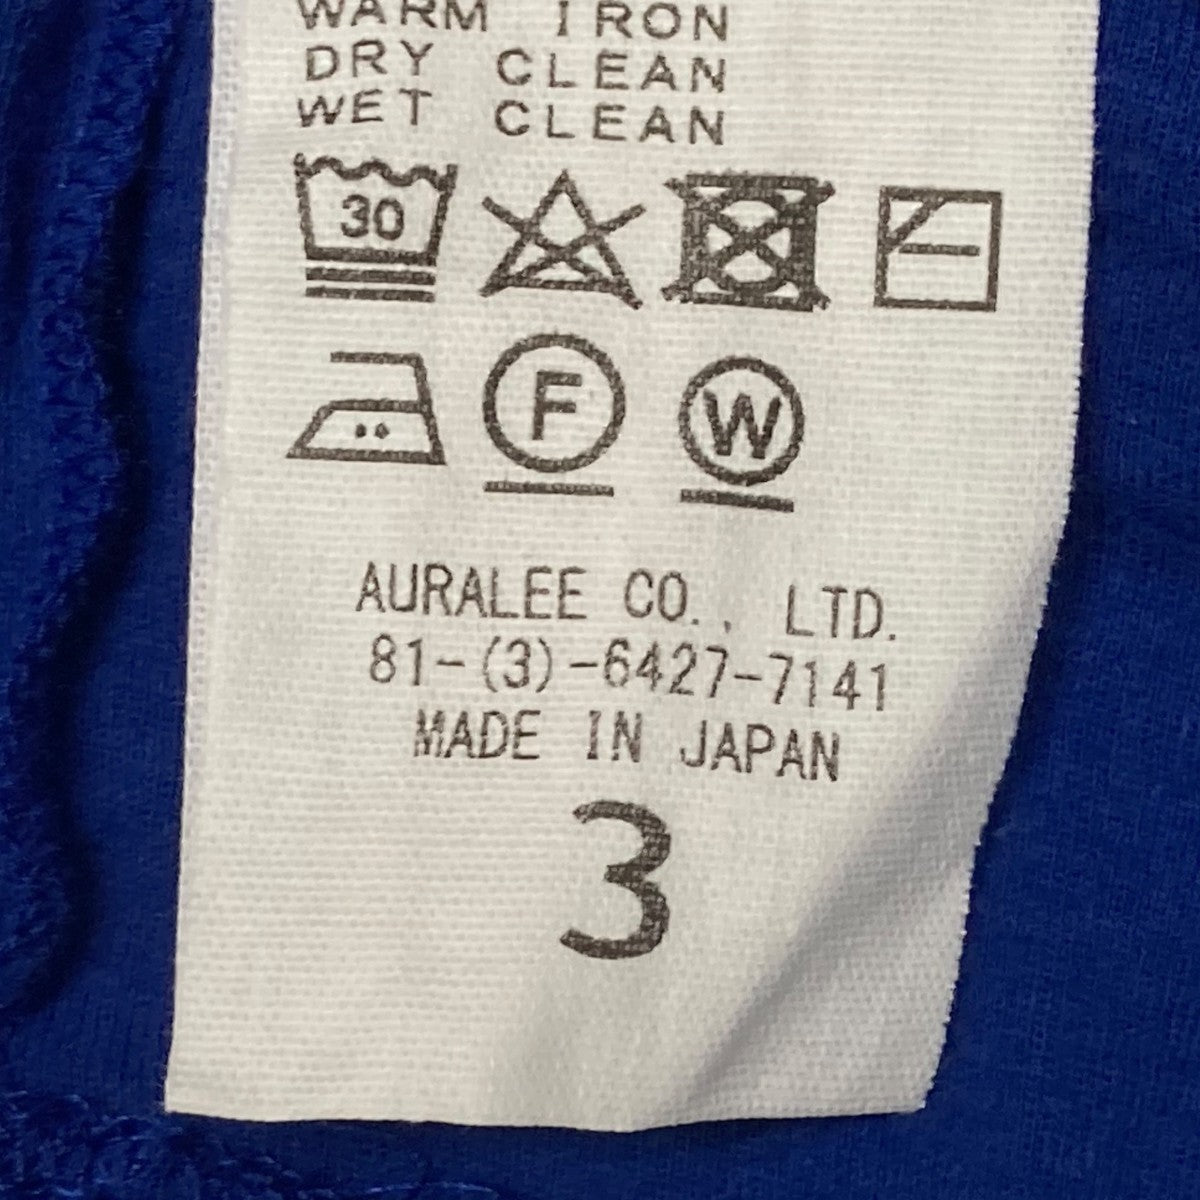 WARM IRON
DRY CLEAN
WET CLEAN
30
F W
AURALEE CO., LTD.
81-(3)-6427-7141
MADE IN JAPAN
3